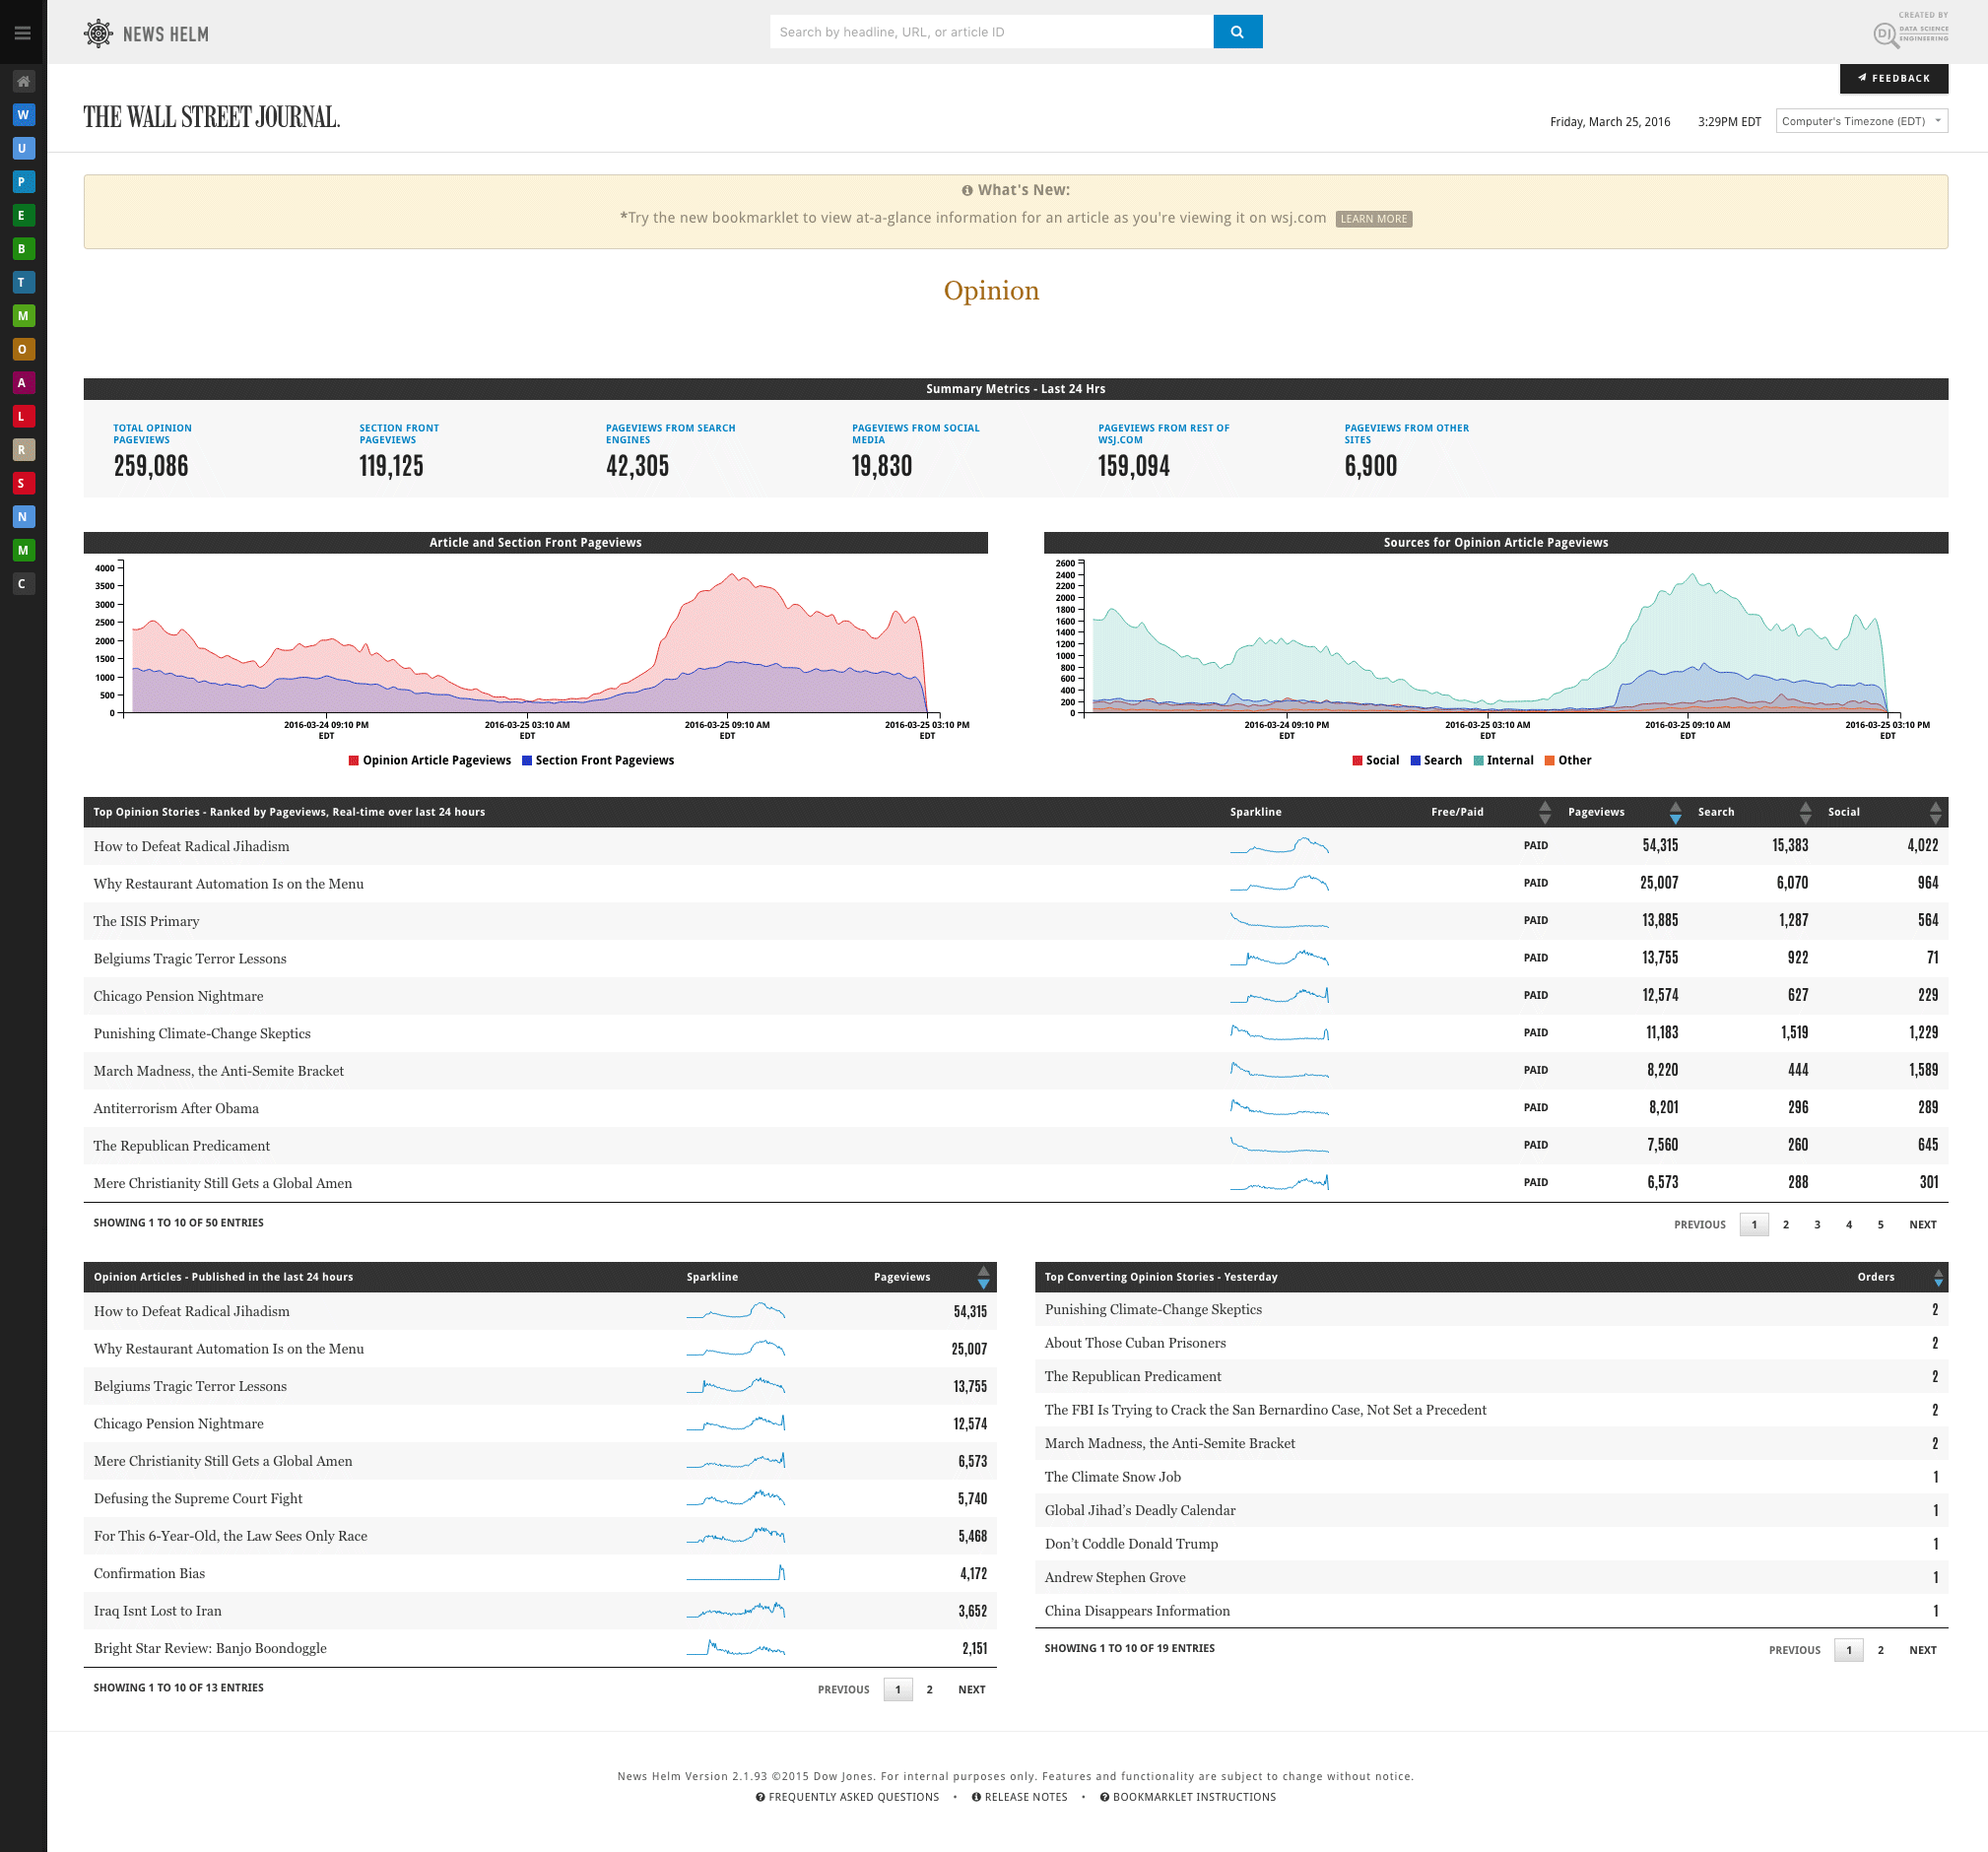 NEWS HELM
Search by headline, URL, or article ID
CREATED BY
DJ DATA SCIENCE
ENGINEERING
FEEDBACK
THE WALL STREET JOURNAL.
Friday, March 25, 2016 3:29PM EDT Computer's Timezone (EDT)
W
U
P
E
B
T
M
O
A
L
R
S
N
M
C
What's New:
*Try the new bookmarklet to view at-a-glance information for an article as you're viewing it on wsj.com LEARN MORE
Opinion
Summary Metrics - Last 24 Hrs
TOTAL OPINION PAGEVIEWS
259,086
SECTION FRONT PAGEVIEWS
119,125
PAGEVIEWS FROM SEARCH ENGINES
42,305
PAGEVIEWS FROM SOCIAL MEDIA
19,830
PAGEVIEWS FROM REST OF WSJ.COM
159,094
PAGEVIEWS FROM OTHER SITES
6,900
Article and Section Front Pageviews
4000
3500
3000
2500
2000
1500
1000
500
0
2016-03-24 09:10 PM EDT
2016-03-25 03:10 AM EDT
2016-03-25 09:10 AM EDT
2016-03-25 03:10 PM EDT
Opinion Article Pageviews Section Front Pageviews
Sources for Opinion Article Pageviews
2600
2400
2200
2000
1800
1600
1400
1200
1000
800
600
400
200
0
2016-03-24 09:10 PM EDT
2016-03-25 03:10 AM EDT
2016-03-25 09:10 AM EDT
2016-03-25 03:10 PM EDT
Social Search Internal Other
Top Opinion Stories - Ranked by Pageviews, Real-time over last 24 hours Sparkline Free/Paid Pageviews Search Social
How to Defeat Radical Jihadism PAID 54,315 15,383 4,022
Why Restaurant Automation Is on the Menu PAID 25,007 6,070 964
The ISIS Primary PAID 13,885 1,287 564
Belgiums Tragic Terror Lessons PAID 13,755 922 71
Chicago Pension Nightmare PAID 12,574 627 229
Punishing Climate-Change Skeptics PAID 11,183 1,519 1,229
March Madness, the Anti-Semite Bracket PAID 8,220 444 1,589
Antiterrorism After Obama PAID 8,201 296 289
The Republican Predicament PAID 7,560 260 645
Mere Christianity Still Gets a Global Amen PAID 6,573 288 301
SHOWING 1 TO 10 OF 50 ENTRIES PREVIOUS 1 2 3 4 5 NEXT
Opinion Articles - Published in the last 24 hours Sparkline Pageviews
How to Defeat Radical Jihadism 54,315
Why Restaurant Automation Is on the Menu 25,007
Belgiums Tragic Terror Lessons 13,755
Chicago Pension Nightmare 12,574
Mere Christianity Still Gets a Global Amen 6,573
Defusing the Supreme Court Fight 5,740
For This 6-Year-Old, the Law Sees Only Race 5,468
Confirmation Bias 4,172
Iraq Isnt Lost to Iran 3,652
Bright Star Review: Banjo Boondoggle 2,151
SHOWING 1 TO 10 OF 13 ENTRIES PREVIOUS 1 2 NEXT
Top Converting Opinion Stories - Yesterday Orders
Punishing Climate-Change Skeptics 2
About Those Cuban Prisoners 2
The Republican Predicament 2
The FBI Is Trying to Crack the San Bernardino Case, Not Set a Precedent 2
March Madness, the Anti-Semite Bracket 2
The Climate Snow Job 1
Global Jihad’s Deadly Calendar 1
Don’t Coddle Donald Trump 1
Andrew Stephen Grove 1
China Disappears Information 1
SHOWING 1 TO 10 OF 19 ENTRIES PREVIOUS 1 2 NEXT
News Helm Version 2.1.93 ©2015 Dow Jones. For internal purposes only. Features and functionality are subject to change without notice.
FREQUENTLY ASKED QUESTIONS • RELEASE NOTES • BOOKMARKLET INSTRUCTIONS